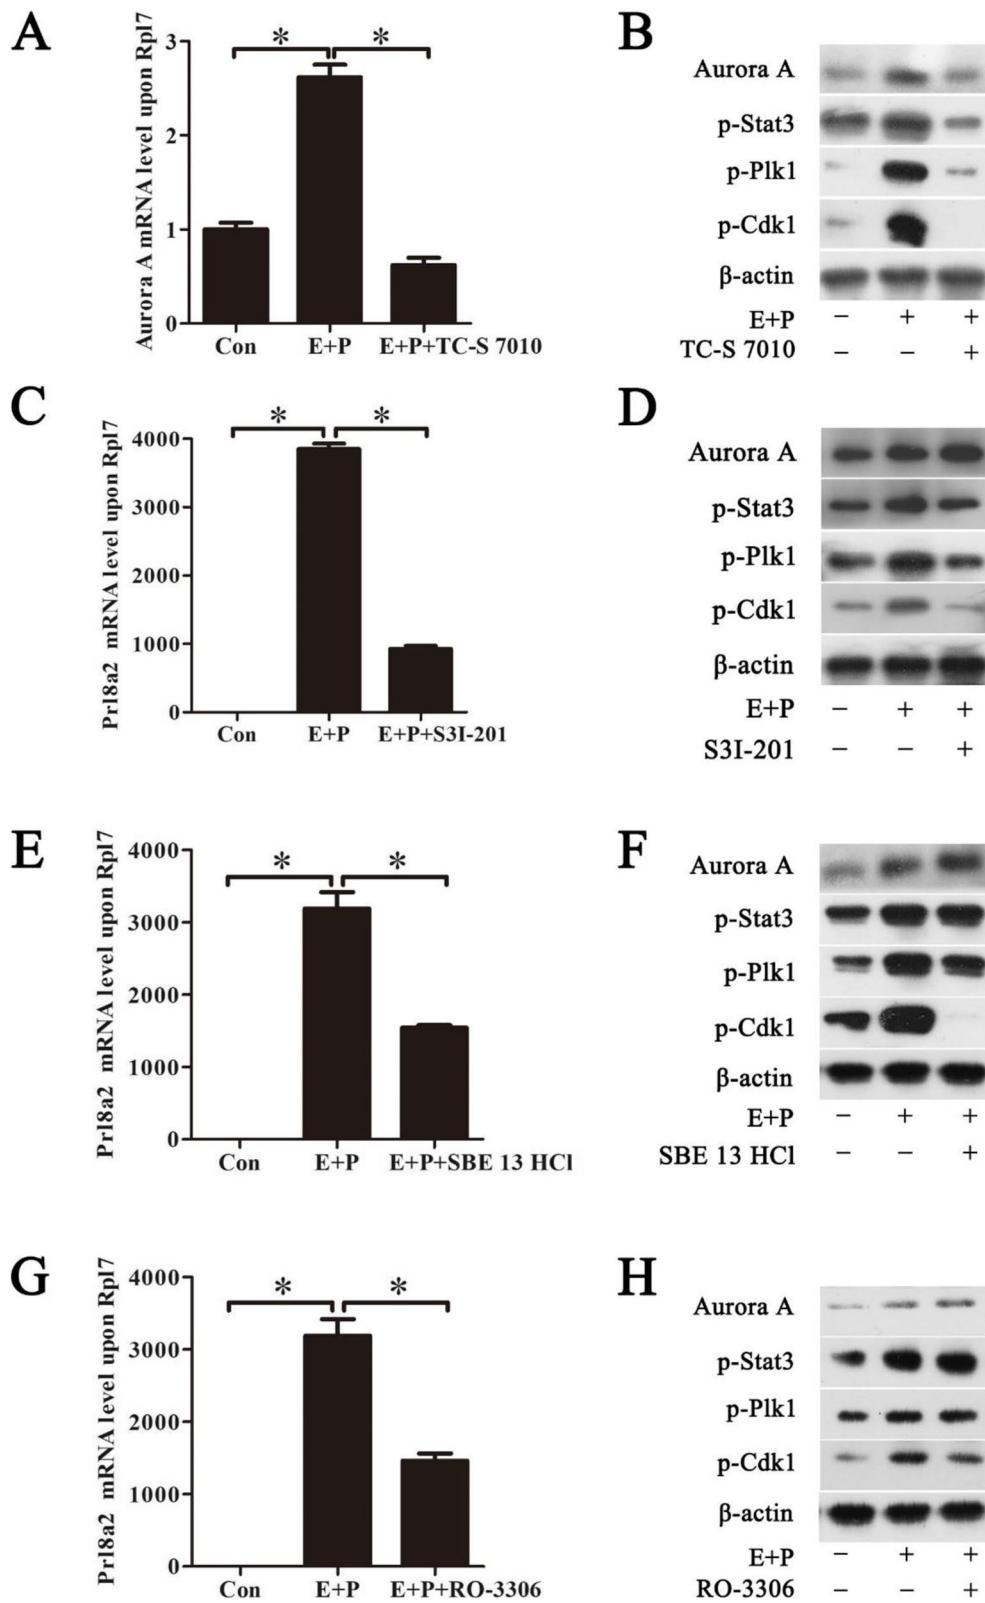 A
Aurora A mRNA level upon Rpl7
3
2
1
0
* *
Con E+P E+P+TC-S 7010
B
Aurora A
p-Stat3
p-Plk1
p-Cdk1
β-actin
E+P − + +
TC-S 7010 − − +
C
Prl8a2 mRNA level upon Rpl7
4000
3000
2000
1000
0
* *
Con E+P E+P+S3I-201
D
Aurora A
p-Stat3
p-Plk1
p-Cdk1
β-actin
E+P − + +
S3I-201 − − +
E
Prl8a2 mRNA level upon Rpl7
4000
3000
2000
1000
0
* *
Con E+P E+P+SBE 13 HCl
F
Aurora A
p-Stat3
p-Plk1
p-Cdk1
β-actin
E+P − + +
SBE 13 HCl − − +
G
Prl8a2 mRNA level upon Rpl7
4000
3000
2000
1000
0
* *
Con E+P E+P+RO-3306
H
Aurora A
p-Stat3
p-Plk1
p-Cdk1
β-actin
E+P − + +
RO-3306 − − +